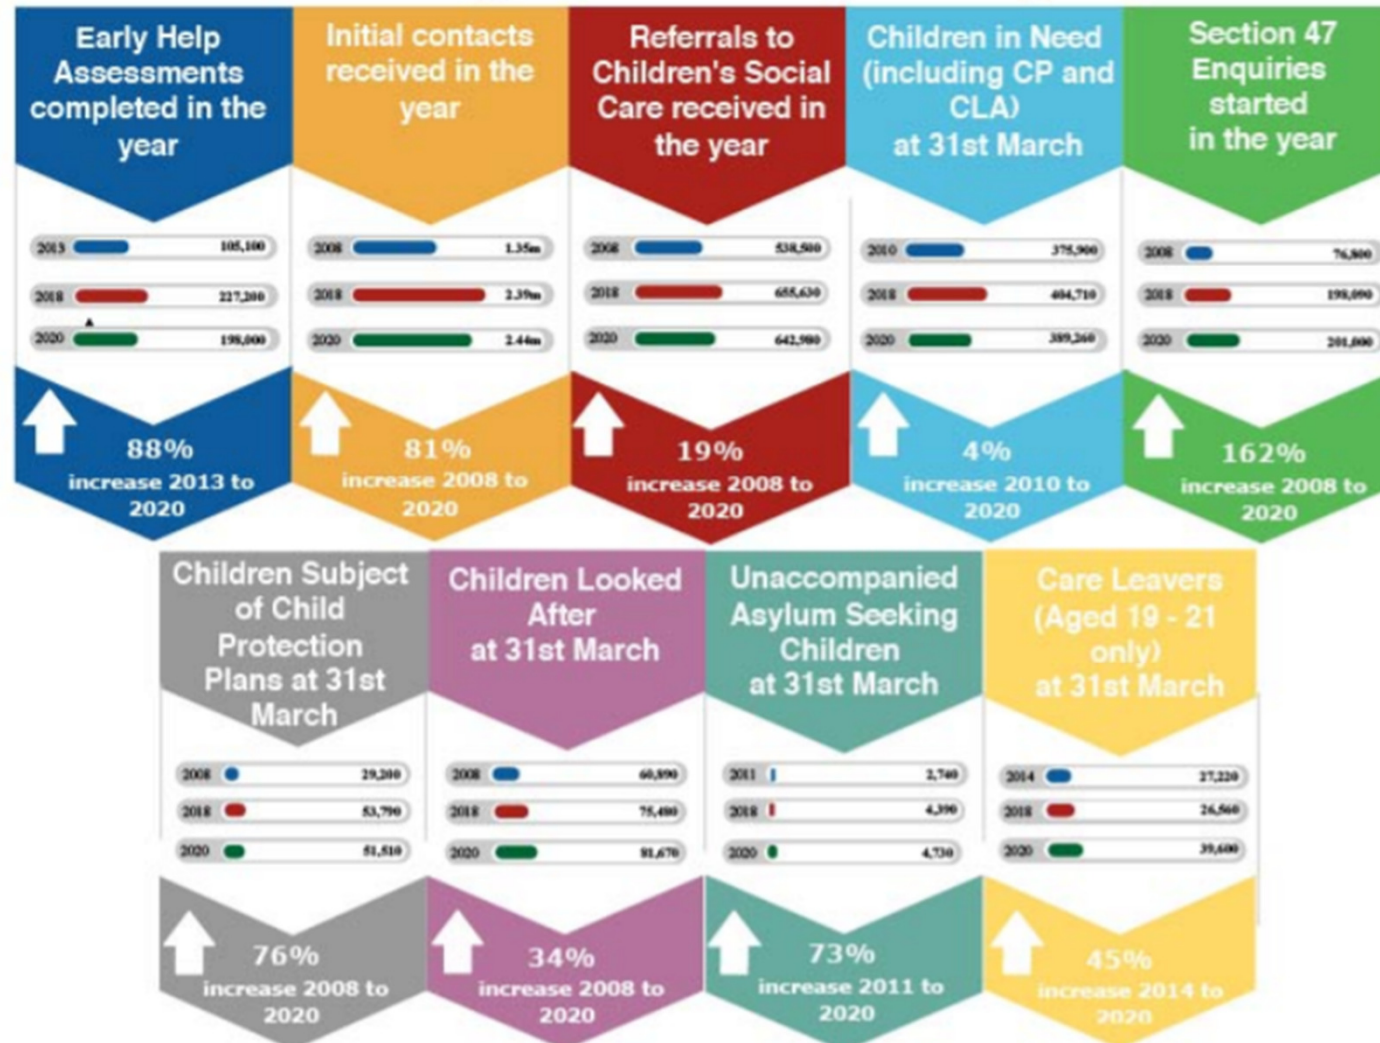 Early Help
Assessments
completed in the
year
2013 105,100
2018 227,200
2020 198,000
88%
increase 2013 to
2020
Initial contacts
received in the
year
2008 1.35m
2018 2.39m
2020 2.44m
81%
increase 2008 to
2020
Referrals to
Children's Social
Care received in
the year
2008 538,500
2018 655,630
2020 642,980
19%
increase 2008 to
2020
Children in Need
(including CP and
CLA)
at 31st March
2010 375,900
2018 404,710
2020 389,260
4%
increase 2010 to
2020
Section 47
Enquiries
started
in the year
2008 76,800
2018 198,090
2020 201,000
162%
increase 2008 to
2020
Children Subject
of Child
Protection
Plans at 31st
March
2008 29,200
2018 53,790
2020 51,510
76%
increase 2008 to
2020
Children Looked
After
at 31st March
2008 60,890
2018 75,480
2020 81,670
34%
increase 2008 to
2020
Unaccompanied
Asylum Seeking
Children
at 31st March
2011 2,740
2018 4,390
2020 4,730
73%
increase 2011 to
2020
Care Leavers
(Aged 19 - 21
only)
at 31st March
2014 27,220
2018 26,560
2020 39,600
45%
increase 2014 to
2020